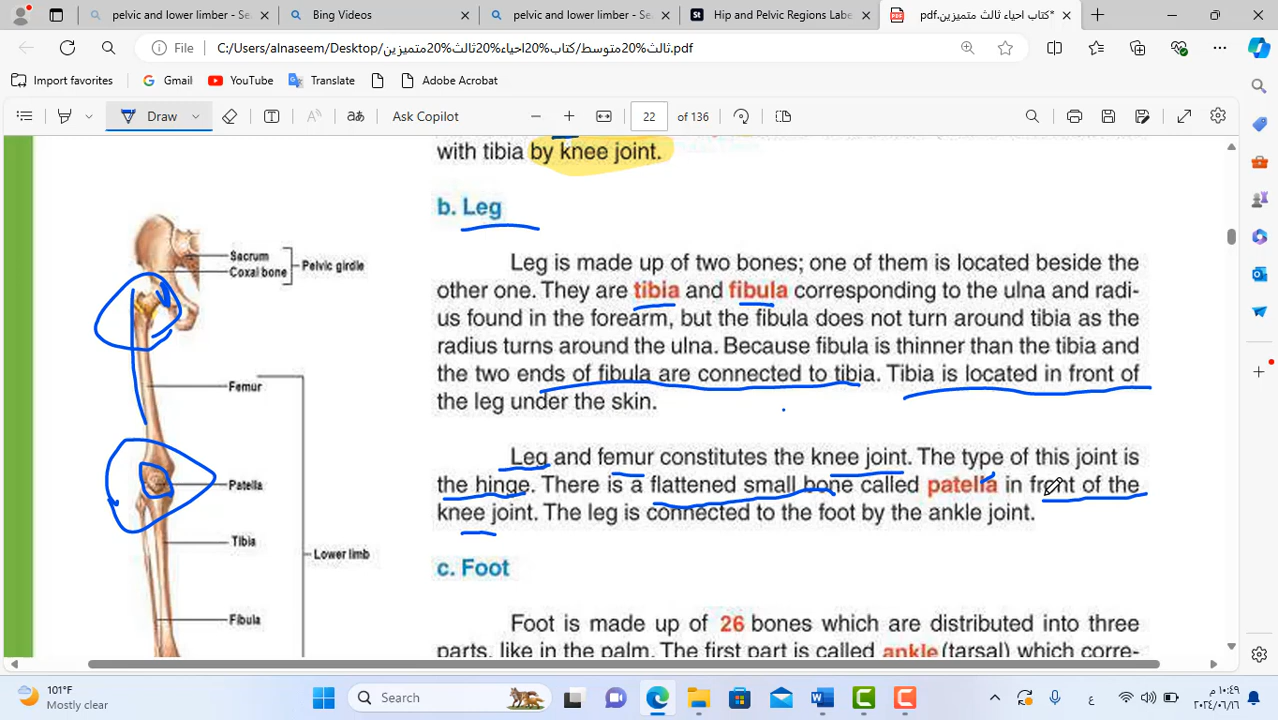 pelvic and lower limber - Se
Bing Videos
pelvic and lower limber - Se
Hip and Pelvic Regions Labe
كتاب احياء ثالث متميزين.pdf*
File
C:/Users/alnaseem/Desktop/كتاب%20احياء%20ثالث%20متوسط/ثالث%20متميزين.pdf
Import favorites
Gmail
YouTube
Translate
Adobe Acrobat
Draw
Ask Copilot
22 of 136
with tibia by knee joint.
b. Leg
Leg is made up of two bones; one of them is located beside the
other one. They are tibia and fibula corresponding to the ulna and radi-
us found in the forearm, but the fibula does not turn around tibia as the
radius turns around the ulna. Because fibula is thinner than the tibia and
the two ends of fibula are connected to tibia. Tibia is located in front of
the leg under the skin.
Leg and femur constitutes the knee joint. The type of this joint is
the hinge. There is a flattened small bone called patella in front of the
knee joint. The leg is connected to the foot by the ankle joint.
c. Foot
Foot is made up of 26 bones which are distributed into three
parts, like in the palm. The first part is called ankle (tarsal) which corre-
Sacrum
Coxal bone
Pelvic girdle
Femur
Patella
Tibia
Lower limb
Fibula
101°F
Mostly clear
Search
ع
١٠:٤٩ م
٢٠٢٤/٠٦/١٦